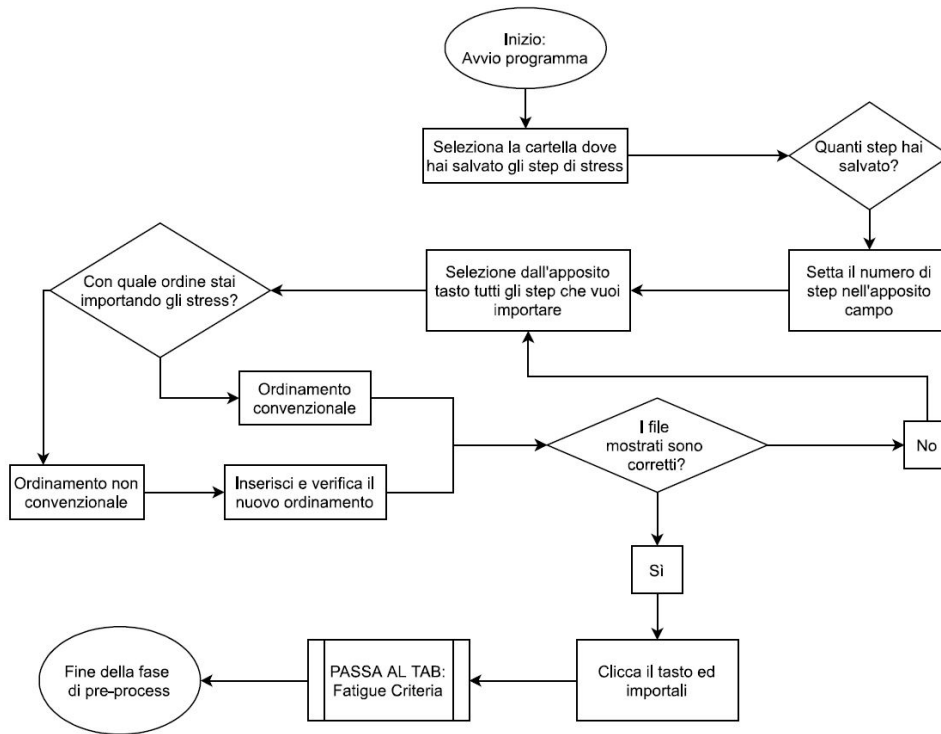 Inizio:
Avvio programma
Seleziona la cartella dove
hai salvato gli step di stress
Quanti step hai
salvato?
Setta il numero di
step nell'apposito
campo
Selezione dall'apposito
tasto tutti gli step che vuoi
importare
Con quale ordine stai
importando gli stress?
Ordinamento
convenzionale
Ordinamento non
convenzionale
Inserisci e verifica il
nuovo ordinamento
I file
mostrati sono
corretti?
No
Sì
Clicca il tasto ed
importali
PASSA AL TAB:
Fatigue Criteria
Fine della fase
di pre-process